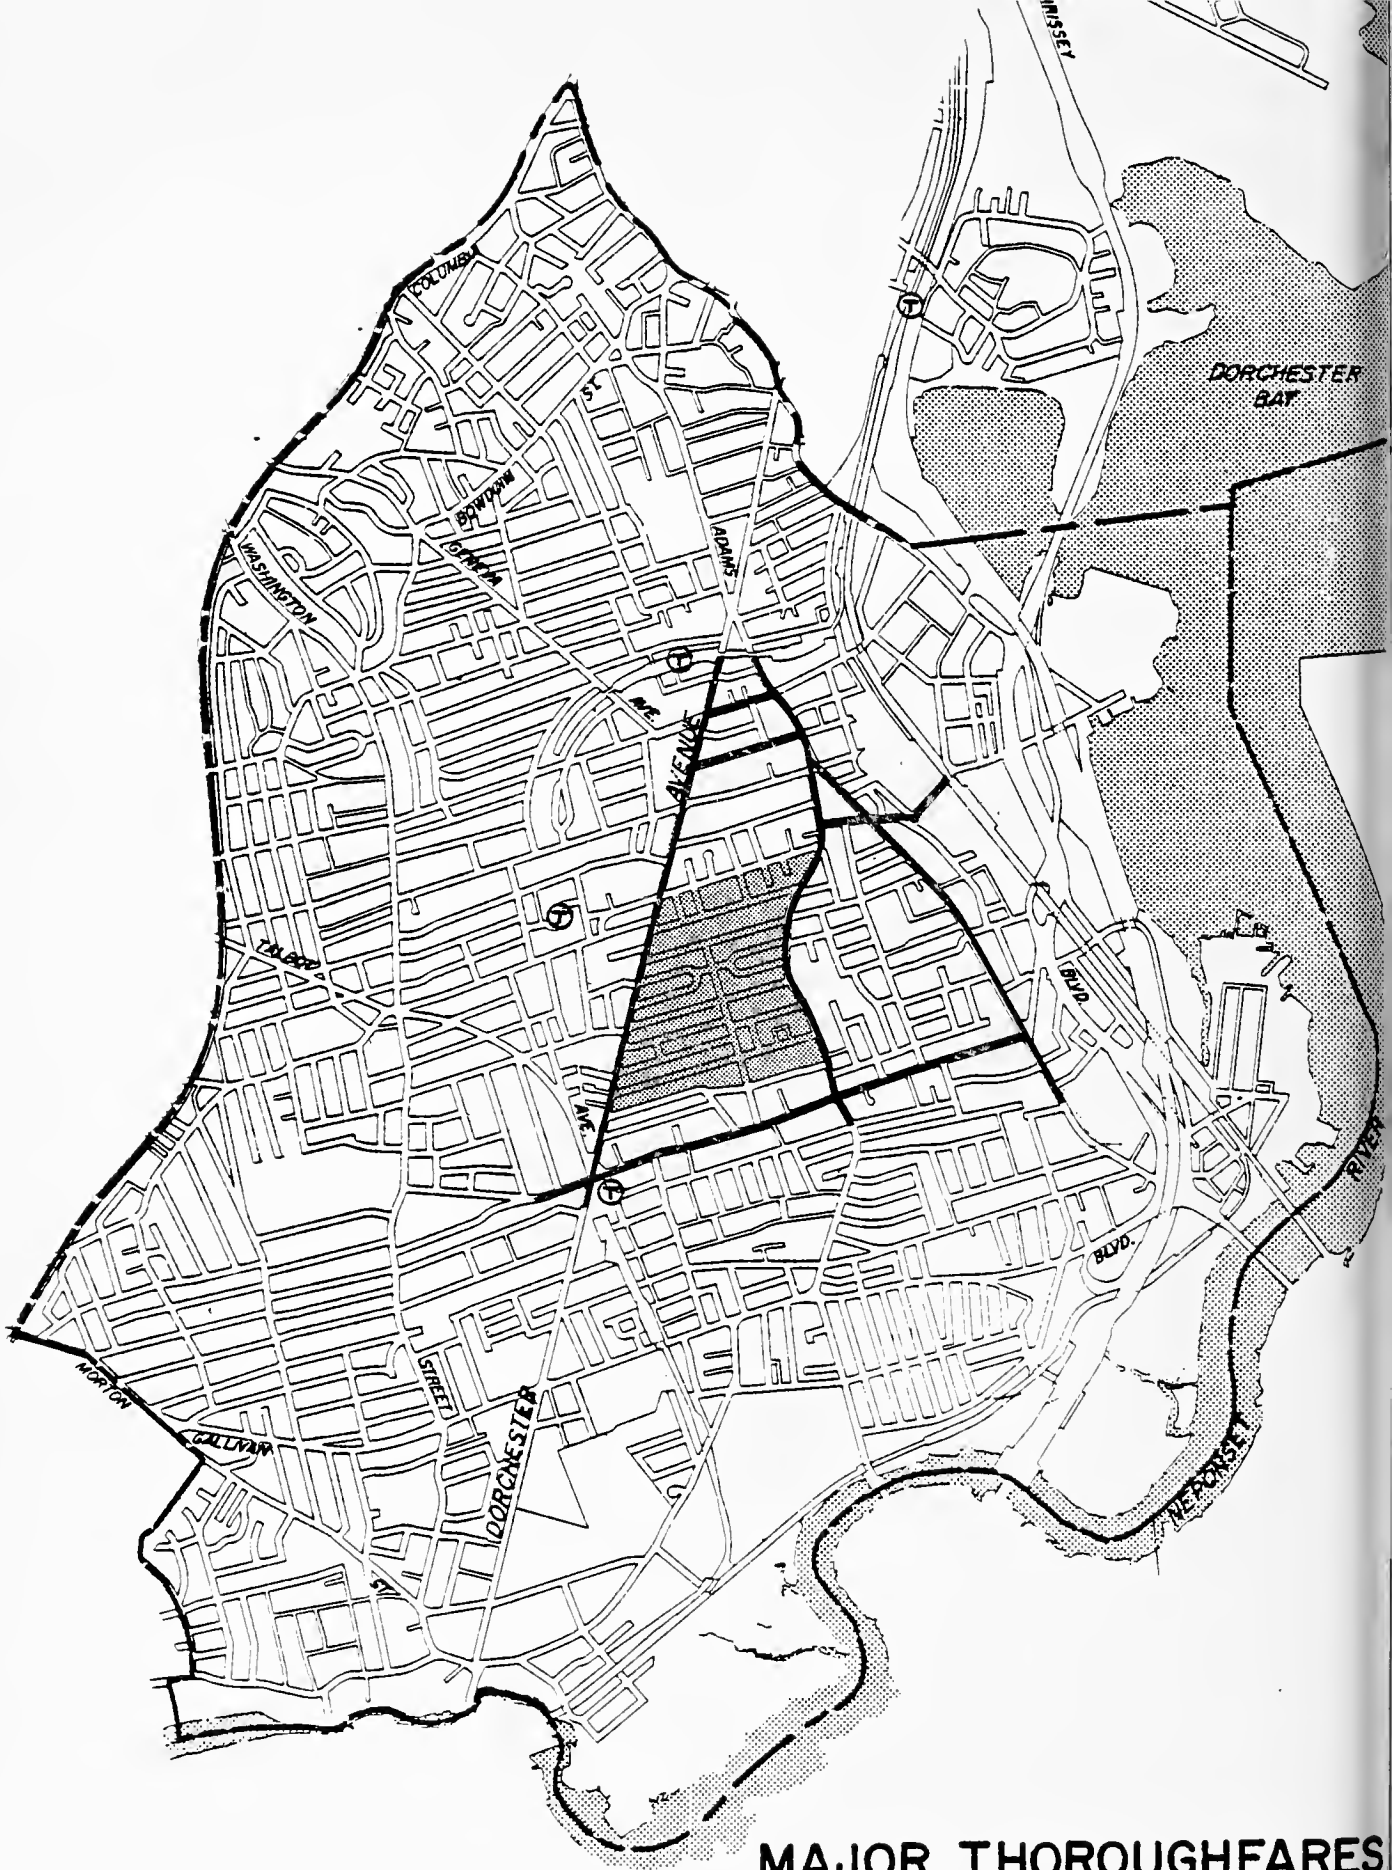 RISSEY
COLUMBIA
T
DORCHESTER
BAY
ST
BOWDOIN
GENEVA
ADAMS
WASHINGTON
T
AVE.
AVENUE
T
TALBOT
BLVD.
AVE.
RIVER
T
BLVD.
MORTON
STREET
GALLIVAN
DORCHESTER
NEPONSET
ST.
MAJOR THOROUGHFARES